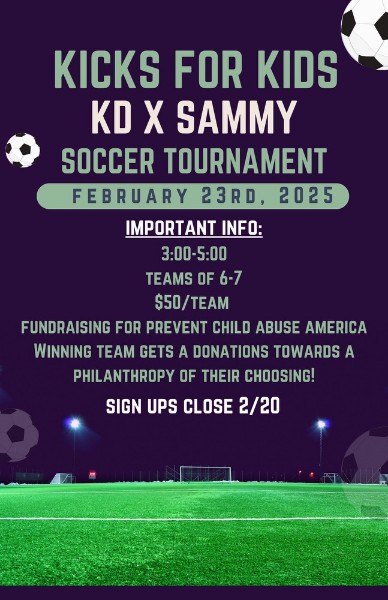 KICKS FOR KIDS
KD X SAMMY
SOCCER TOURNAMENT
FEBRUARY 23RD, 2025
IMPORTANT INFO:
3:00-5:00
TEAMS OF 6-7
$50/TEAM
FUNDRAISING FOR PREVENT CHILD ABUSE AMERICA
WINNING TEAM GETS A DONATIONS TOWARDS A
PHILANTHROPY OF THEIR CHOOSING!
SIGN UPS CLOSE 2/20